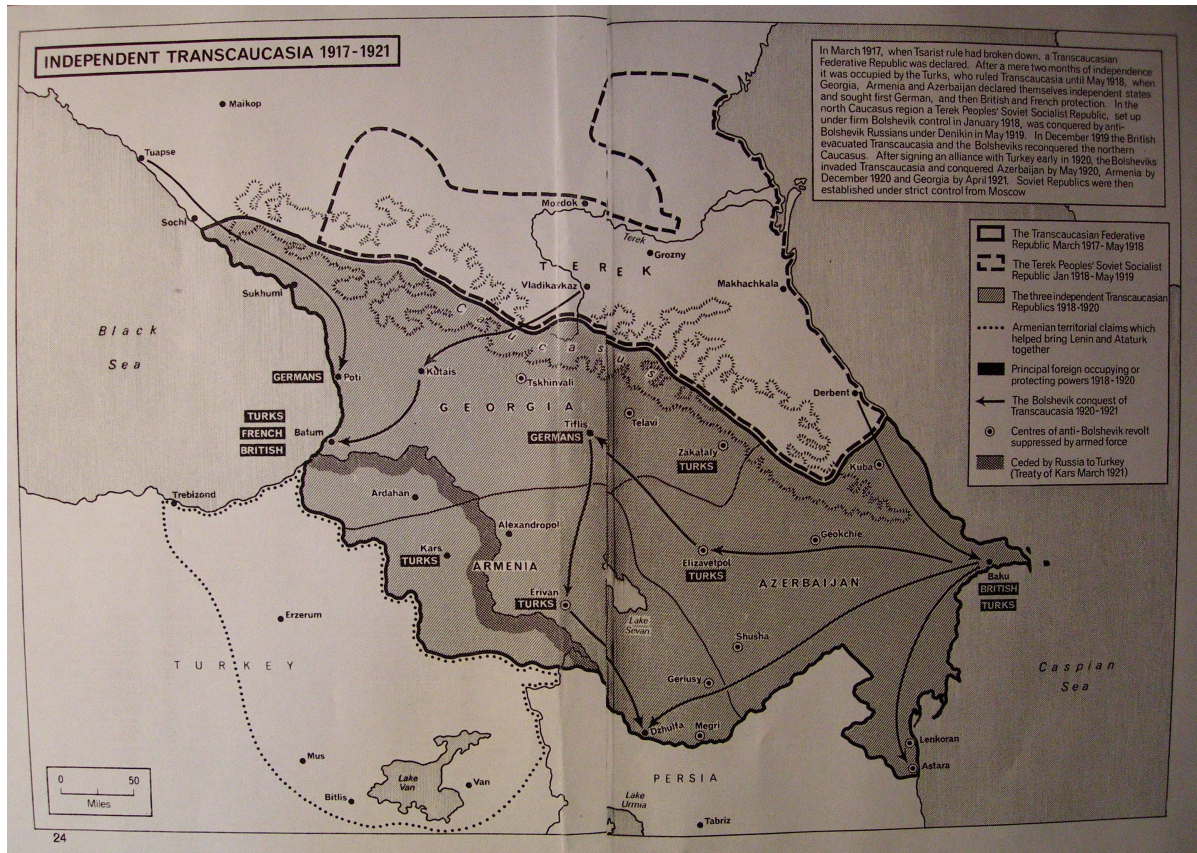 INDEPENDENT TRANSCAUCASIA 1917-1921
In March 1917, when Tsarist rule had broken down, a Transcaucasian
Federative Republic was declared. After a mere two months of independence
it was occupied by the Turks, who ruled Transcaucasia until May 1918, when
Georgia, Armenia and Azerbaijan declared themselves independent states
and sought first German, and then British and French protection. In the
north Caucasus region a Terek Peoples' Soviet Socialist Republic, set up
under firm Bolshevik control in January 1918, was conquered by anti-
Bolshevik Russians under Denikin in May 1919. In December 1919 the British
evacuated Transcaucasia and the Bolsheviks reconquered the northern
Caucasus. After signing an alliance with Turkey early in 1920, the Bolsheviks
invaded Transcaucasia and conquered Azerbaijan by May 1920, Armenia by
December 1920 and Georgia by April 1921. Soviet Republics were then
established under strict control from Moscow
The Transcaucasian Federative
Republic March 1917-May 1918
The Terek Peoples' Soviet Socialist
Republic Jan 1918-May 1919
The three independent Transcaucasian
Republics 1918-1920
Armenian territorial claims which
helped bring Lenin and Ataturk
together
Principal foreign occupying or
protecting powers 1918-1920
The Bolshevik conquest of
Transcaucasia 1920-1921
Centres of anti-Bolshevik revolt
suppressed by armed force
Ceded by Russia to Turkey
(Treaty of Kars March 1921)
Maikop
Tuapse
Sochi
Mozdok
Terek
Grozny
TEREK
Vladikavkaz
Makhachkala
Sukhumi
Caucasus
Black
Sea
GERMANS
Poti
Kutais
Tskhinvali
Derbent
GEORGIA
TURKS
FRENCH
BRITISH
Batum
Tiflis
GERMANS
Telavi
Zakataly
TURKS
Kuba
Trebizond
Ardahan
Alexandropol
Kars
TURKS
ARMENIA
Geokchie
Elizavetpol
TURKS
AZERBAIJAN
Baku
BRITISH
TURKS
Erivan
TURKS
Lake
Sevan
Erzerum
Shusha
TURKEY
Caspian
Sea
Geriusy
Dzhulfa
Megri
Lenkoran
Astara
Mus
Lake
Van
Van
Bitlis
PERSIA
Lake
Urmia
Tabriz
0 50
Miles
24